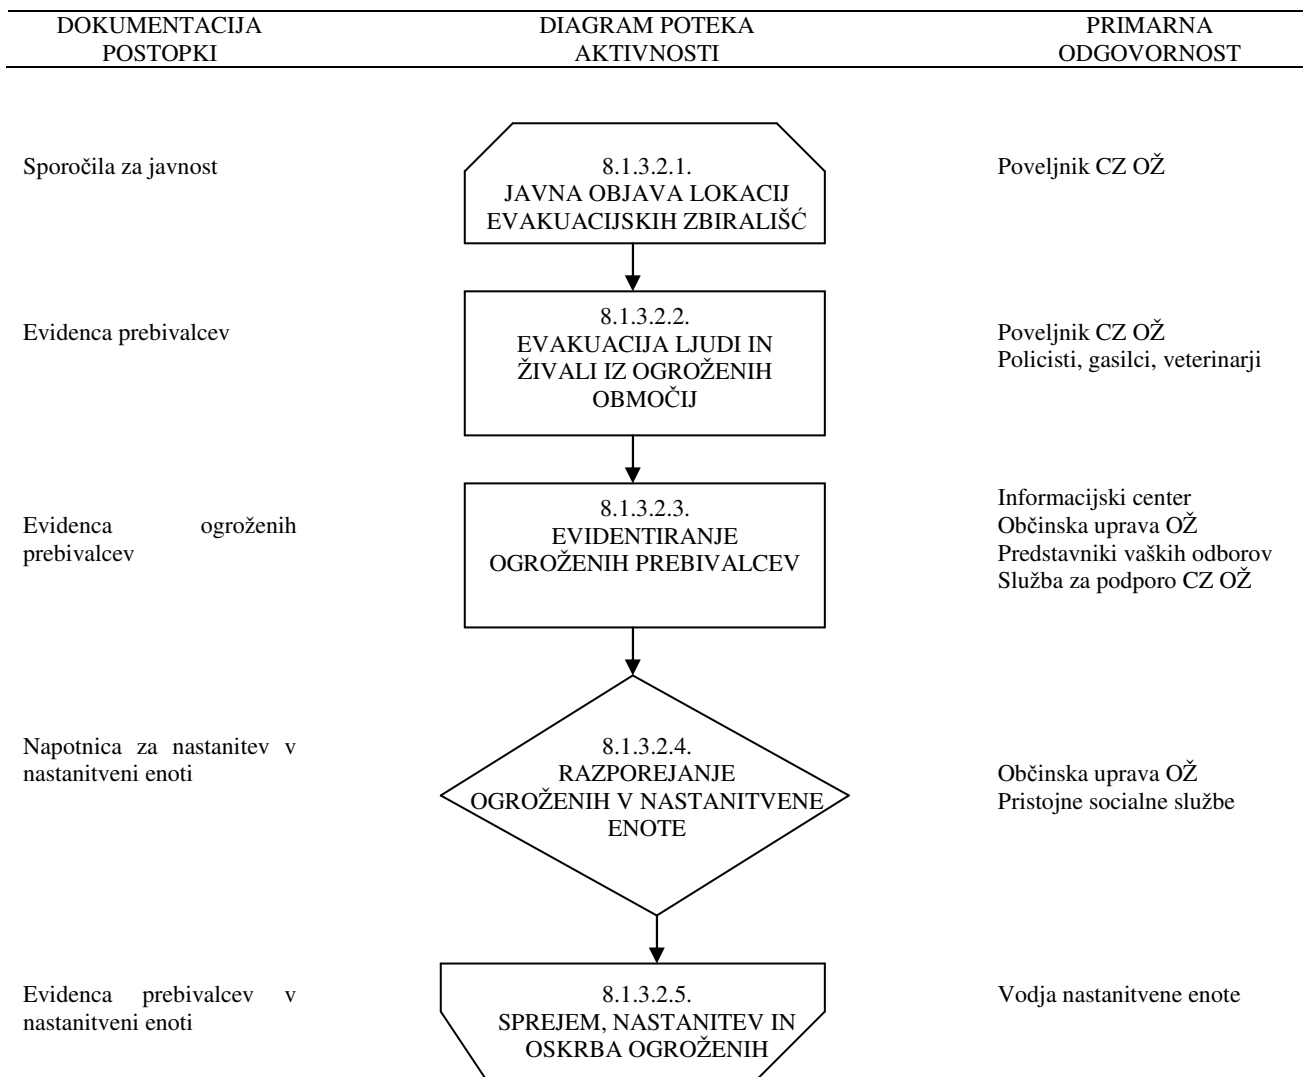 DOKUMENTACIJA
POSTOPKI
DIAGRAM POTEKA
AKTIVNOSTI
PRIMARNA
ODGOVORNOST
Sporočila za javnost
8.1.3.2.1.
JAVNA OBJAVA LOKACIJ
EVAKUACIJSKIH ZBIRALIŠĆ
Poveljnik CZ OŽ
Evidenca prebivalcev
8.1.3.2.2.
EVAKUACIJA LJUDI IN
ŽIVALI IZ OGROŽENIH
OBMOČIJ
Poveljnik CZ OŽ
Policisti, gasilci, veterinarji
Evidenca ogroženih
prebivalcev
8.1.3.2.3.
EVIDENTIRANJE
OGROŽENIH PREBIVALCEV
Informacijski center
Občinska uprava OŽ
Predstavniki vaških odborov
Služba za podporo CZ OŽ
Napotnica za nastanitev v
nastanitveni enoti
8.1.3.2.4.
RAZPOREJANJE
OGROŽENIH V NASTANITVENE
ENOTE
Občinska uprava OŽ
Pristojne socialne službe
Evidenca prebivalcev v
nastanitveni enoti
8.1.3.2.5.
SPREJEM, NASTANITEV IN
OSKRBA OGROŽENIH
Vodja nastanitvene enote